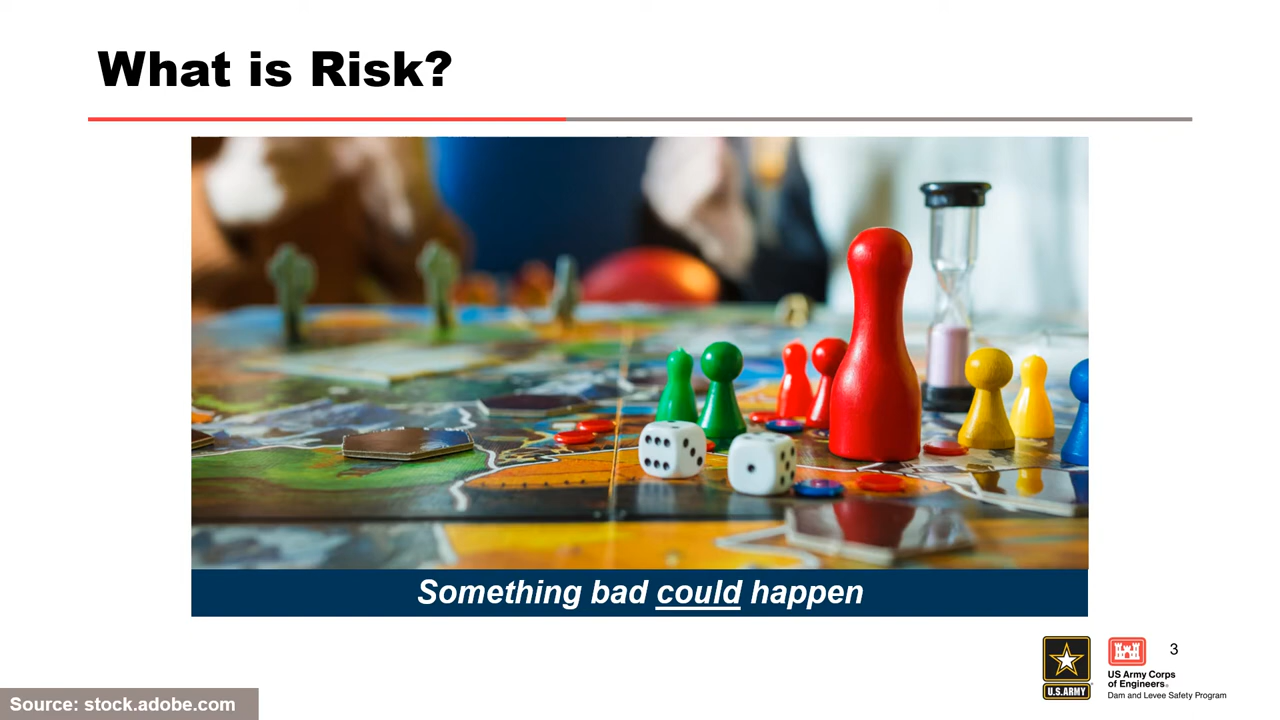 What is Risk?
Something bad could happen
3
U.S.ARMY
US Army Corps
of Engineers®
Dam and Levee Safety Program
Source: stock.adobe.com